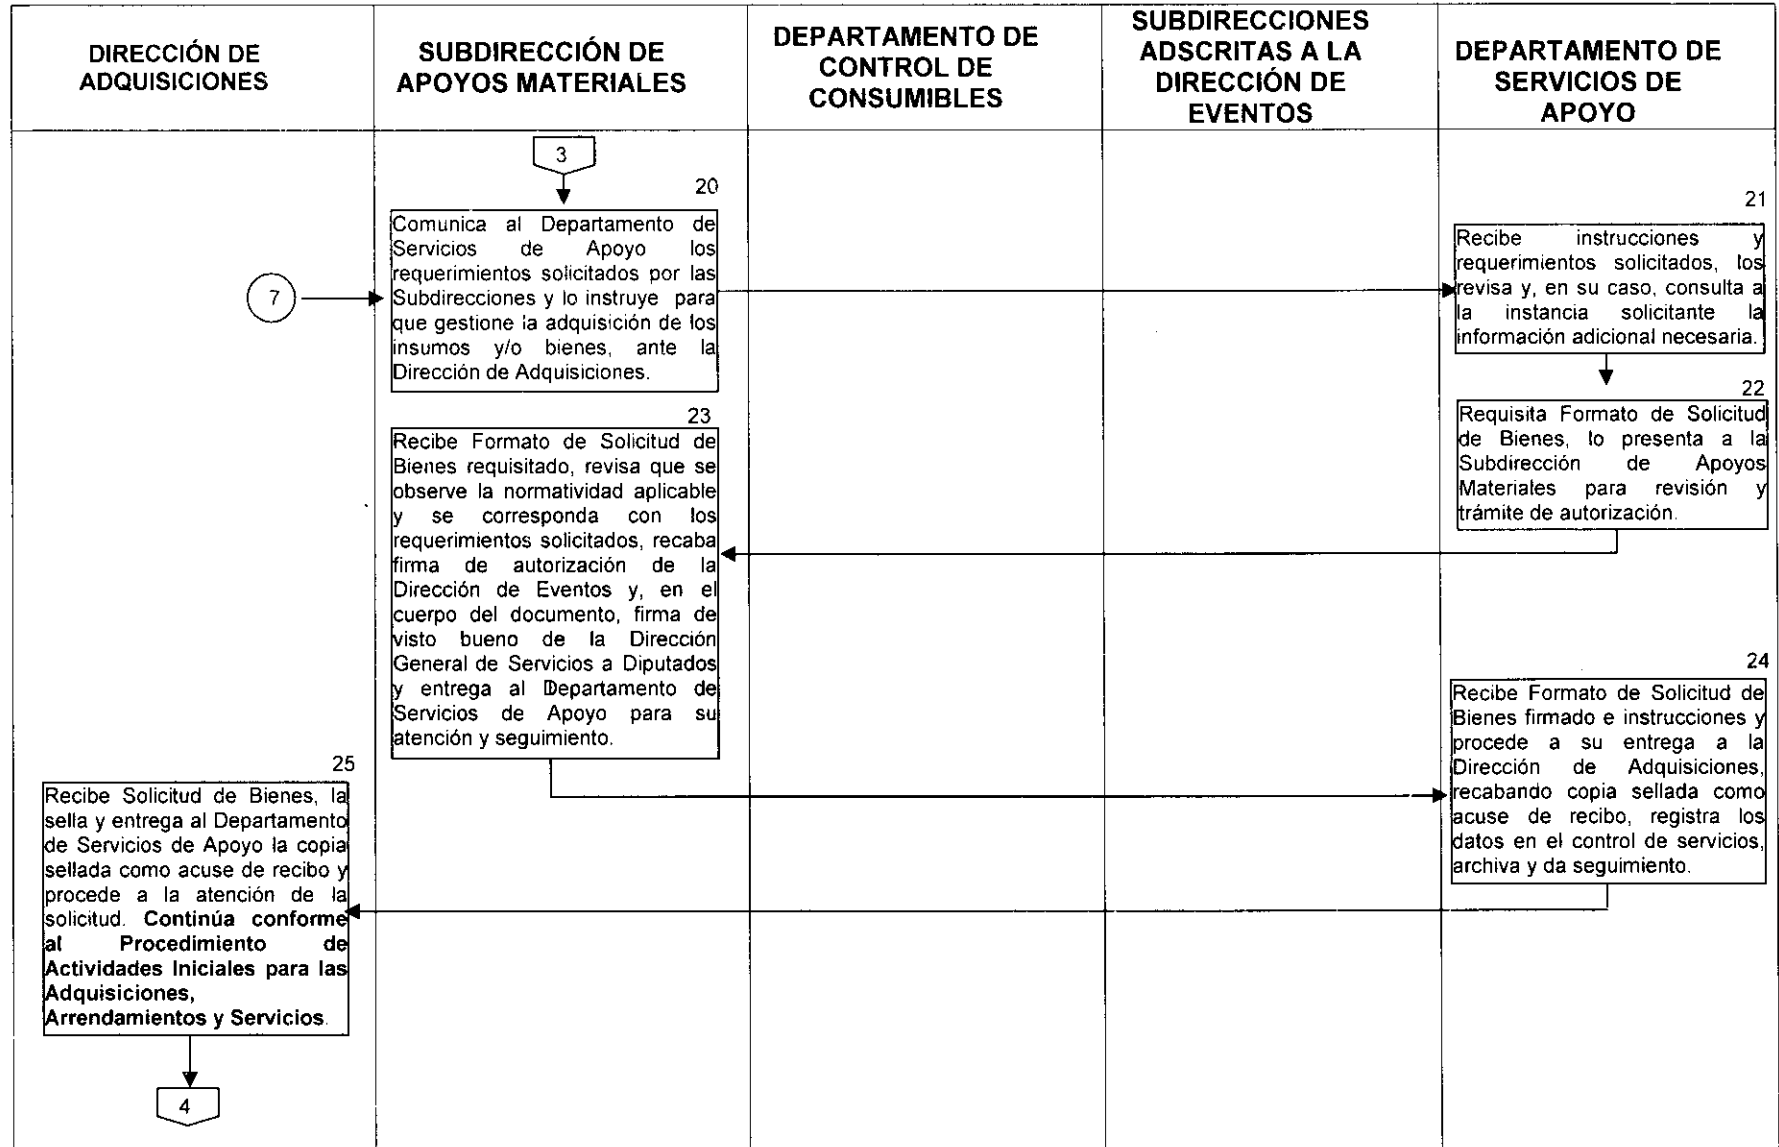 DIRECCIÓN DE
ADQUISICIONES
SUBDIRECCIÓN DE
APOYOS MATERIALES
DEPARTAMENTO DE
CONTROL DE
CONSUMIBLES
SUBDIRECCIONES
ADSCRITAS A LA
DIRECCIÓN DE
EVENTOS
DEPARTAMENTO DE
SERVICIOS DE
APOYO
3
20
Comunica al Departamento de
Servicios de Apoyo los
requerimientos solicitados por las
Subdirecciones y lo instruye para
que gestione la adquisición de los
insumos y/o bienes, ante la
Dirección de Adquisiciones.
7
21
Recibe instrucciones y
requerimientos solicitados, los
revisa y, en su caso, consulta a
la instancia solicitante la
información adicional necesaria.
22
Requisita Formato de Solicitud
de Bienes, lo presenta a la
Subdirección de Apoyos
Materiales para revisión y
trámite de autorización.
23
Recibe Formato de Solicitud de
Bienes requisitado, revisa que se
observe la normatividad aplicable
y se corresponda con los
requerimientos solicitados, recaba
firma de autorización de la
Dirección de Eventos y, en el
cuerpo del documento, firma de
visto bueno de la Dirección
General de Servicios a Diputados
y entrega al Departamento de
Servicios de Apoyo para su
atención y seguimiento.
24
Recibe Formato de Solicitud de
Bienes firmado e instrucciones y
procede a su entrega a la
Dirección de Adquisiciones,
recabando copia sellada como
acuse de recibo, registra los
datos en el control de servicios,
archiva y da seguimiento.
25
Recibe Solicitud de Bienes, la
sella y entrega al Departamento
de Servicios de Apoyo la copia
sellada como acuse de recibo y
procede a la atención de la
solicitud. Continúa conforme
al Procedimiento de
Actividades Iniciales para las
Adquisiciones,
Arrendamientos y Servicios.
4